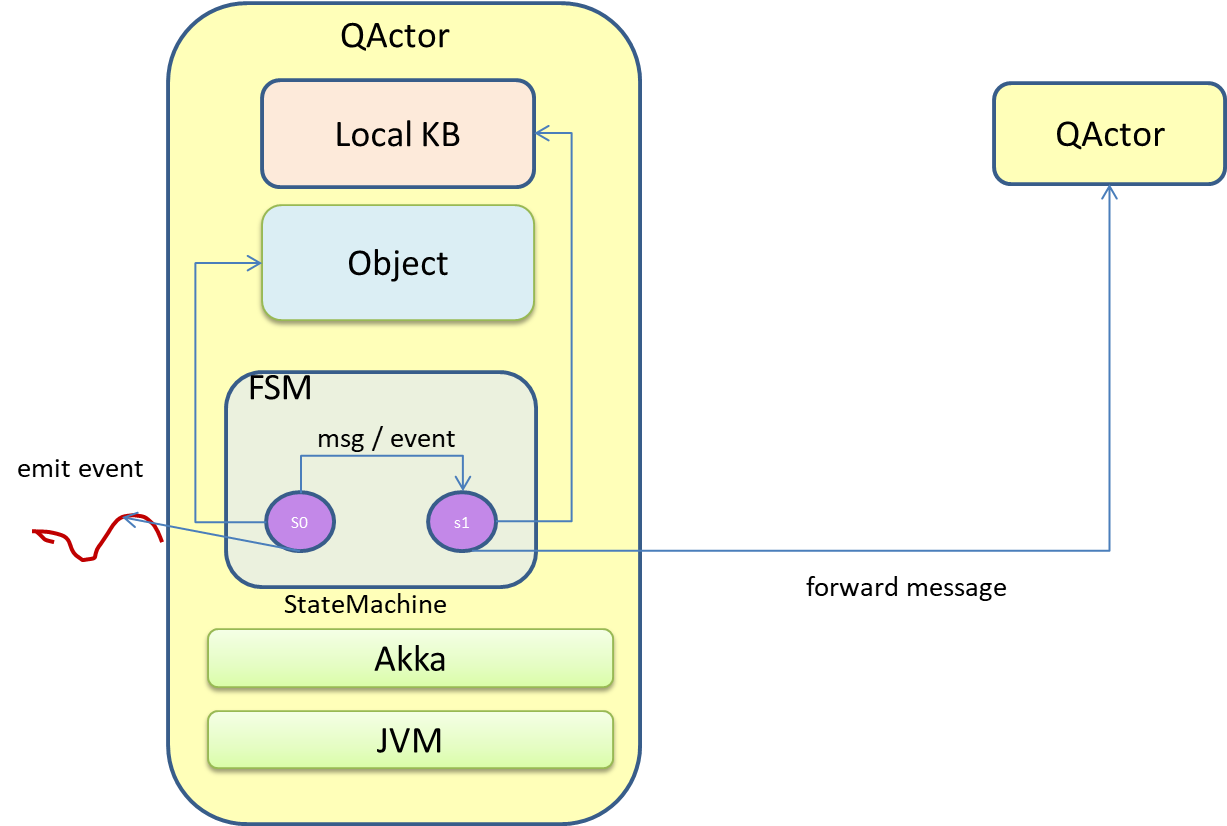 QActor
Local KB
QActor
Object
FSM
msg / event
emit event
S0
s1
forward message
StateMachine
Akka
JVM